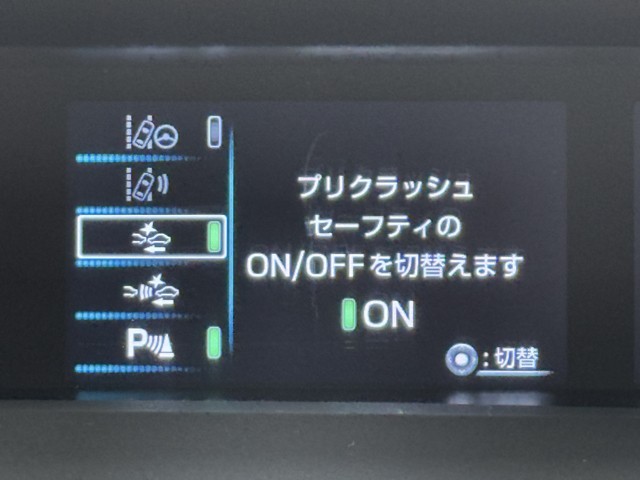 プリクラッシュ
セーフティの
ON/OFFを切替えます
ON
P
:切替